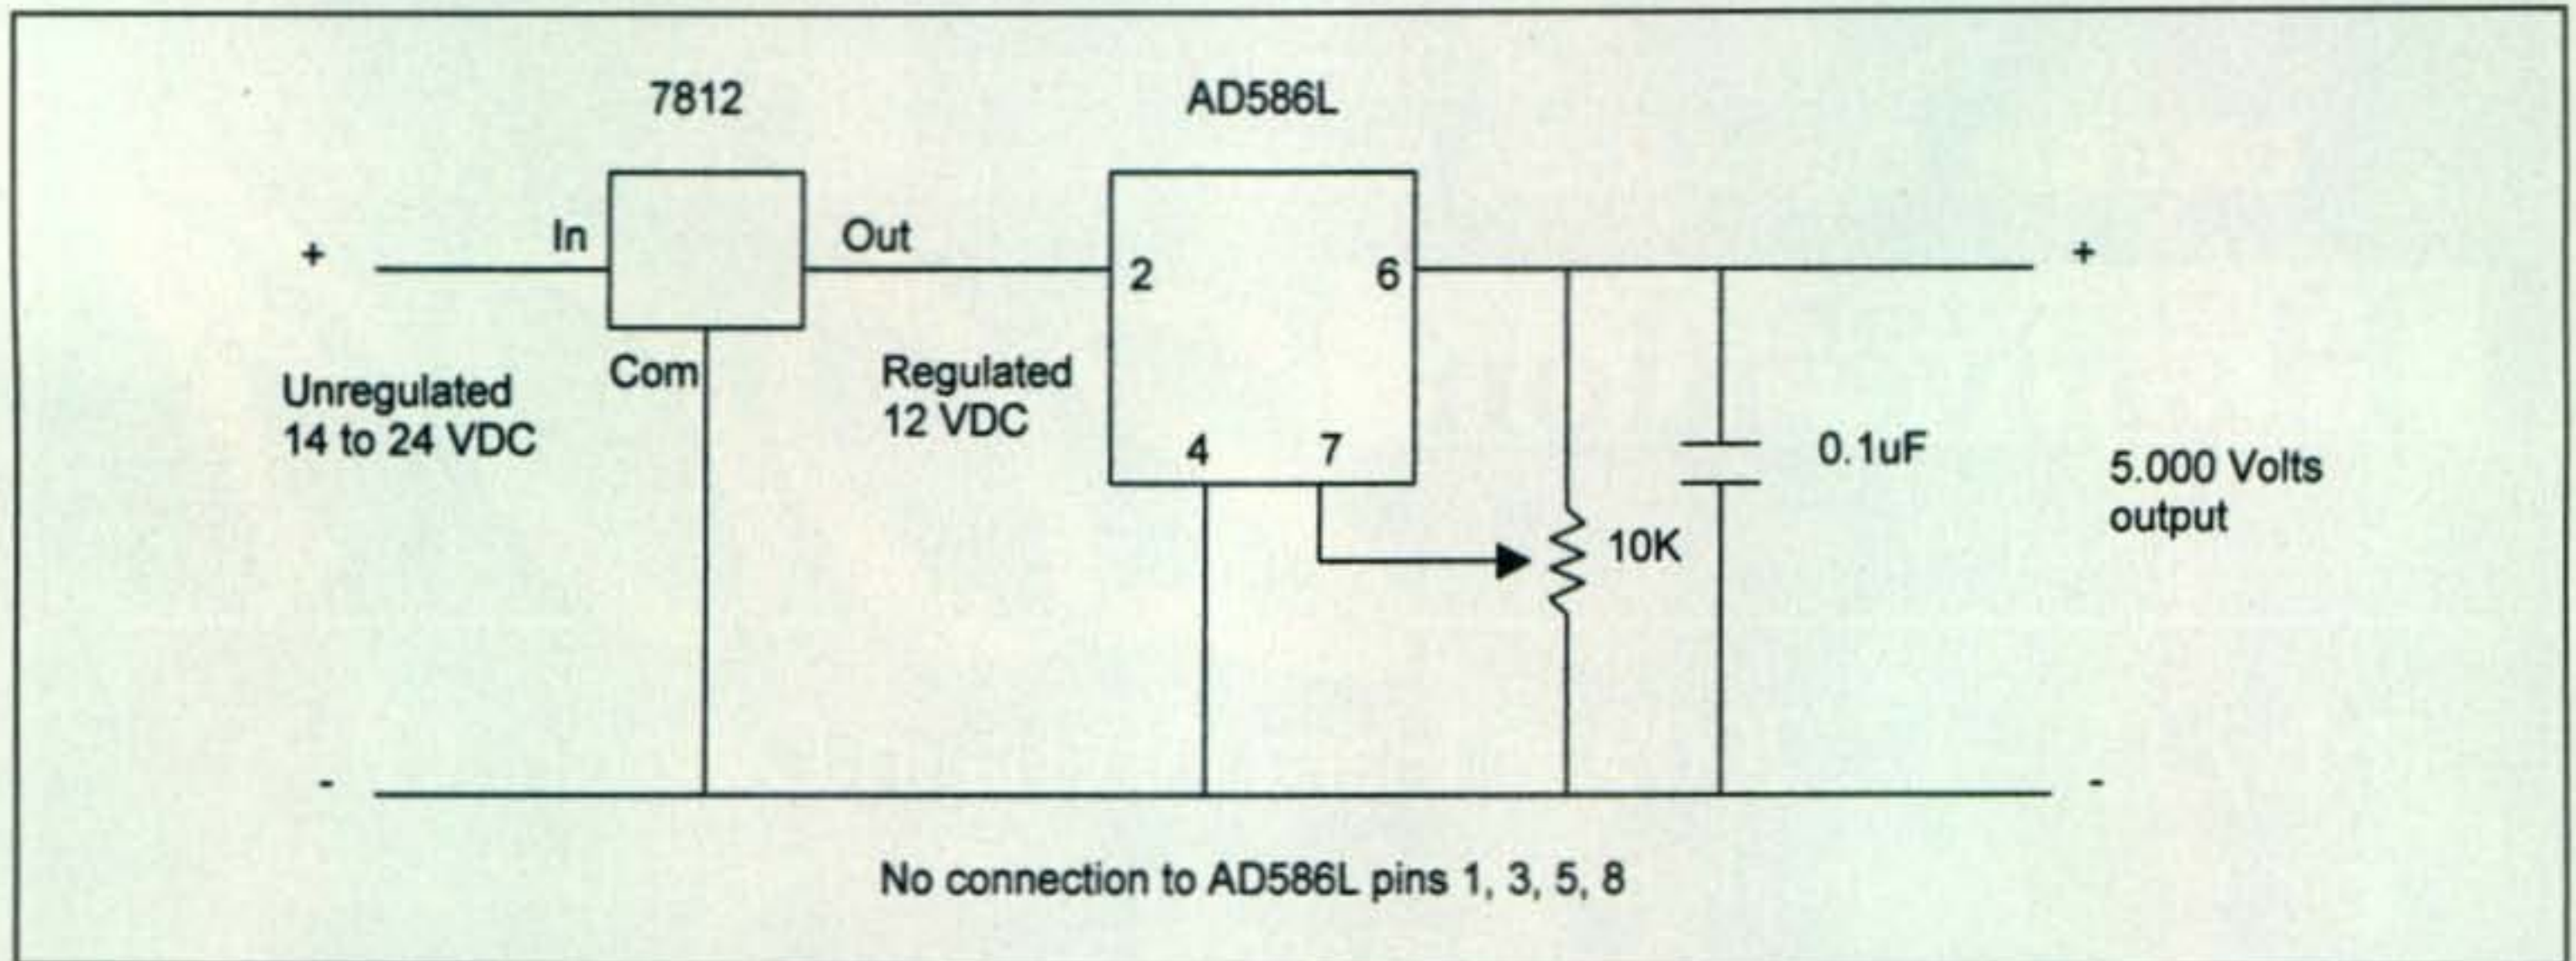 7812
AD586L
+
In
Out
2
6
+
Unregulated
14 to 24 VDC
Com
Regulated
12 VDC
4
7
0.1uF
5.000 Volts
output
10K
-
-
No connection to AD586L pins 1, 3, 5, 8